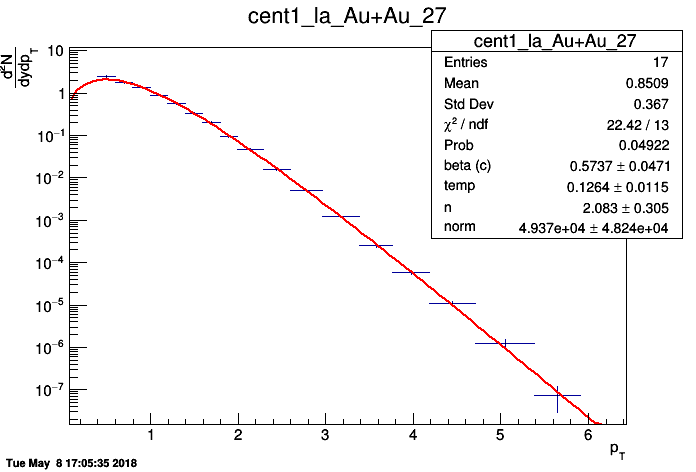 cent1_la_Au+Au_27
cent1_la_Au+Au_27
Entries 17
Mean 0.8509
Std Dev 0.367
χ² / ndf 22.42 / 13
Prob 0.04922
beta (c) 0.5737 ± 0.0471
temp 0.1264 ± 0.0115
n 2.083 ± 0.305
norm 4.937e+04 ± 4.824e+04
d²N
dydp_T
10
1
10⁻¹
10⁻²
10⁻³
10⁻⁴
10⁻⁵
10⁻⁶
10⁻⁷
1 2 3 4 5 6
p_T
Tue May 8 17:05:35 2018